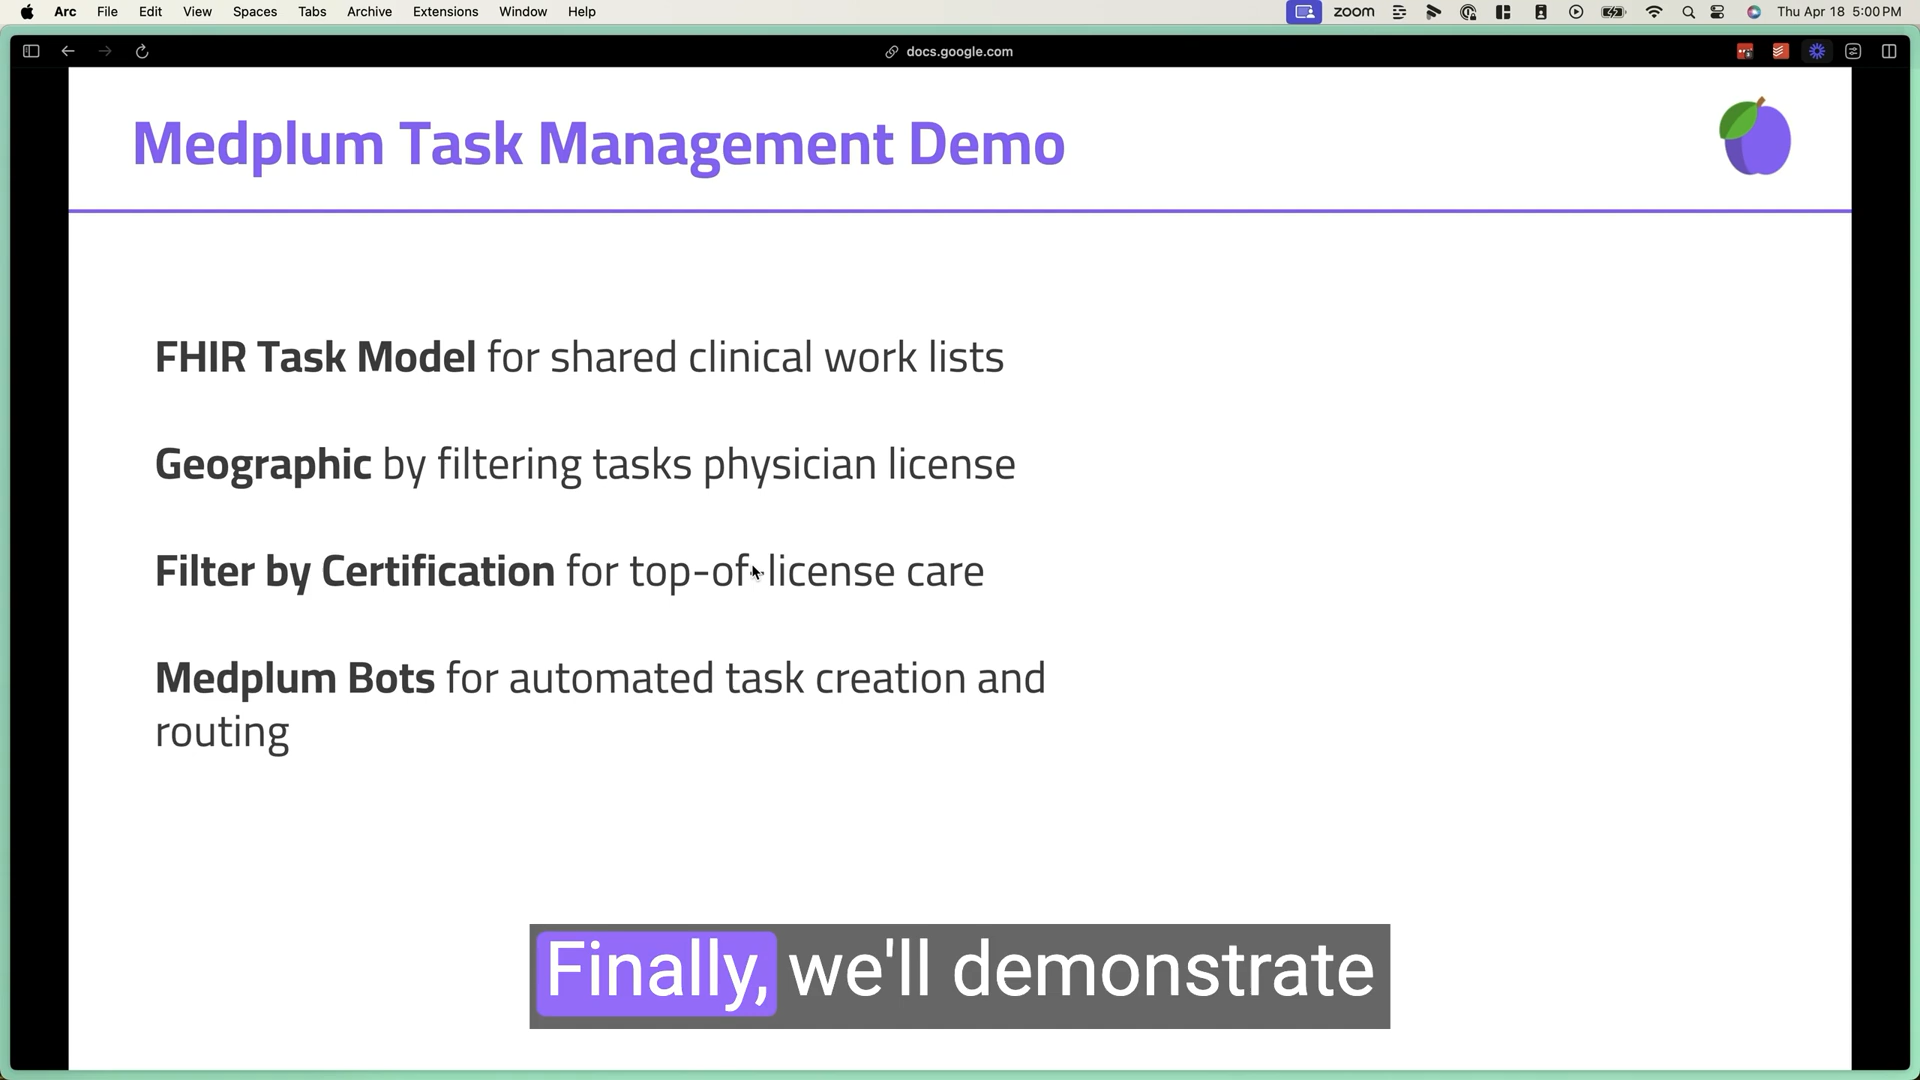 Arc File Edit View Spaces Tabs Archive Extensions Window Help zoom Thu Apr 18 5:00 PM
docs.google.com
Medplum Task Management Demo
FHIR Task Model for shared clinical work lists
Geographic by filtering tasks physician license
Filter by Certification for top-of-license care
Medplum Bots for automated task creation and
routing
Finally, we'll demonstrate